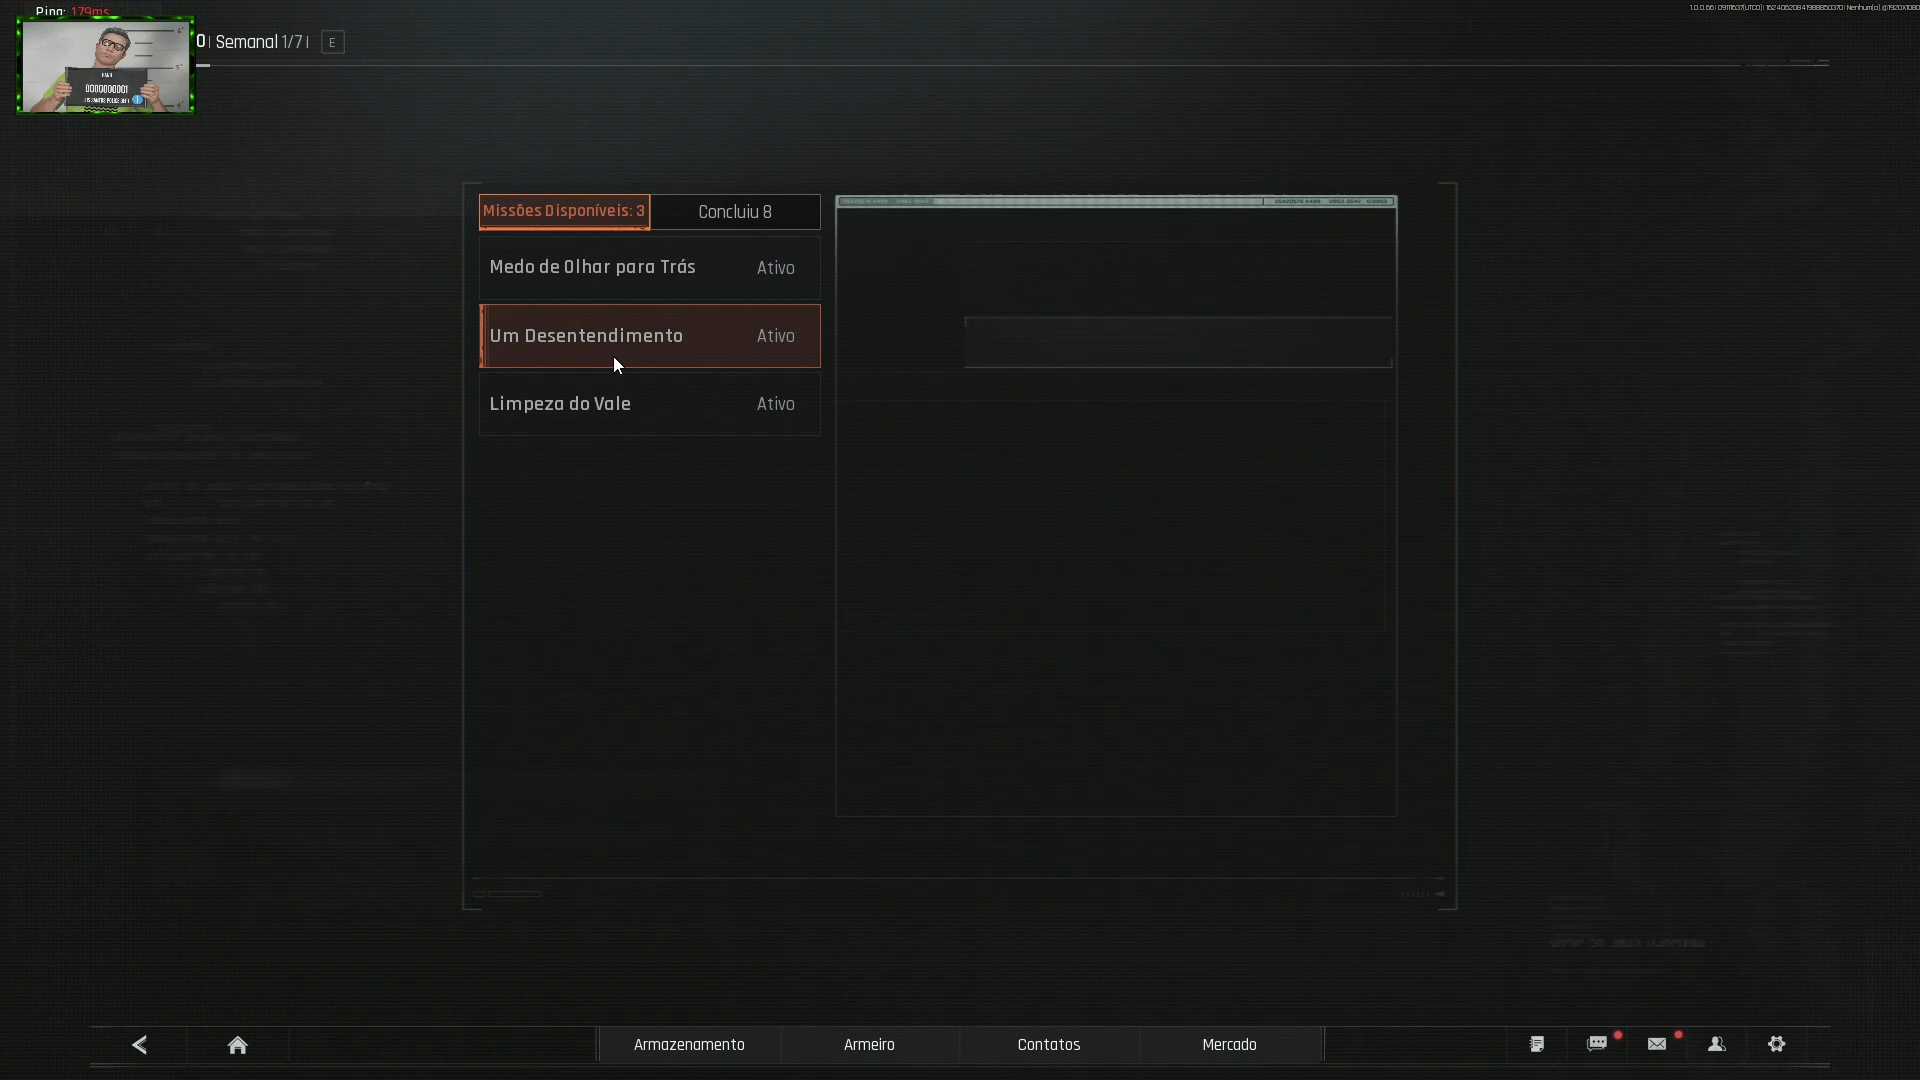 Ping: 179ms
0000000001
0 | Semanal 1/7 |
E
Missões Disponíveis: 3
Concluiu 8
Medo de Olhar para Trás
Ativo
Um Desentendimento
Ativo
Limpeza do Vale
Ativo
Armazenamento
Armeiro
Contatos
Mercado